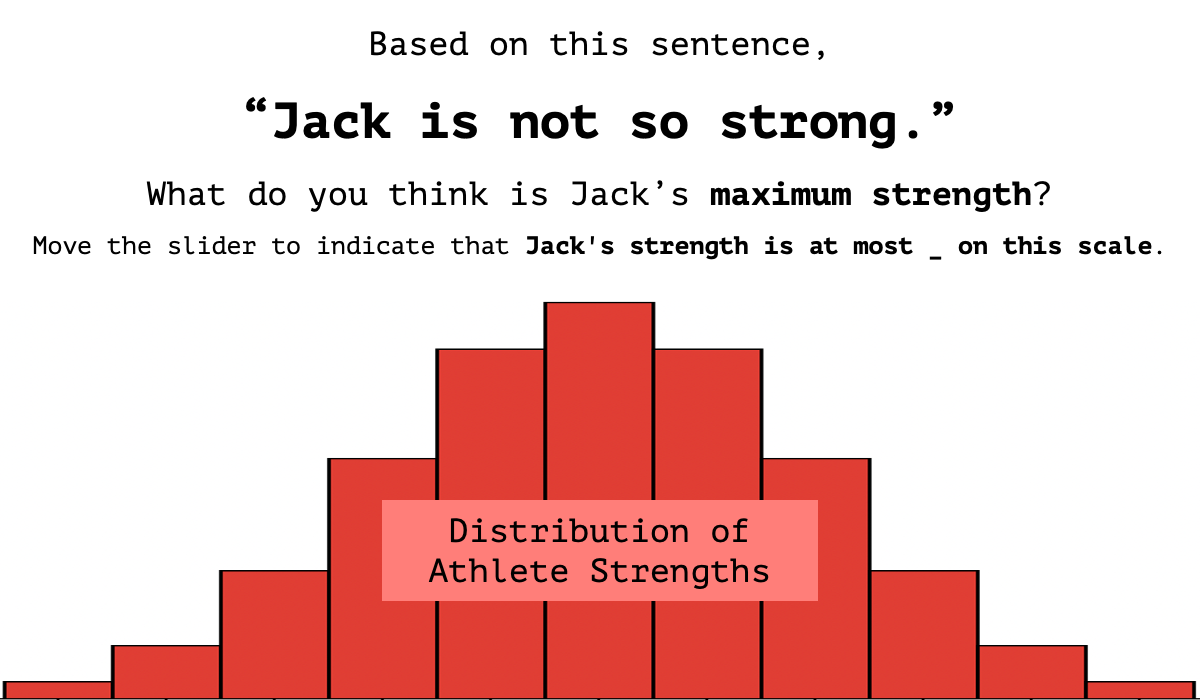 Based on this sentence,
“Jack is not so strong.”
What do you think is Jack’s maximum strength?
Move the slider to indicate that Jack's strength is at most _ on this scale.
Distribution of
Athlete Strengths